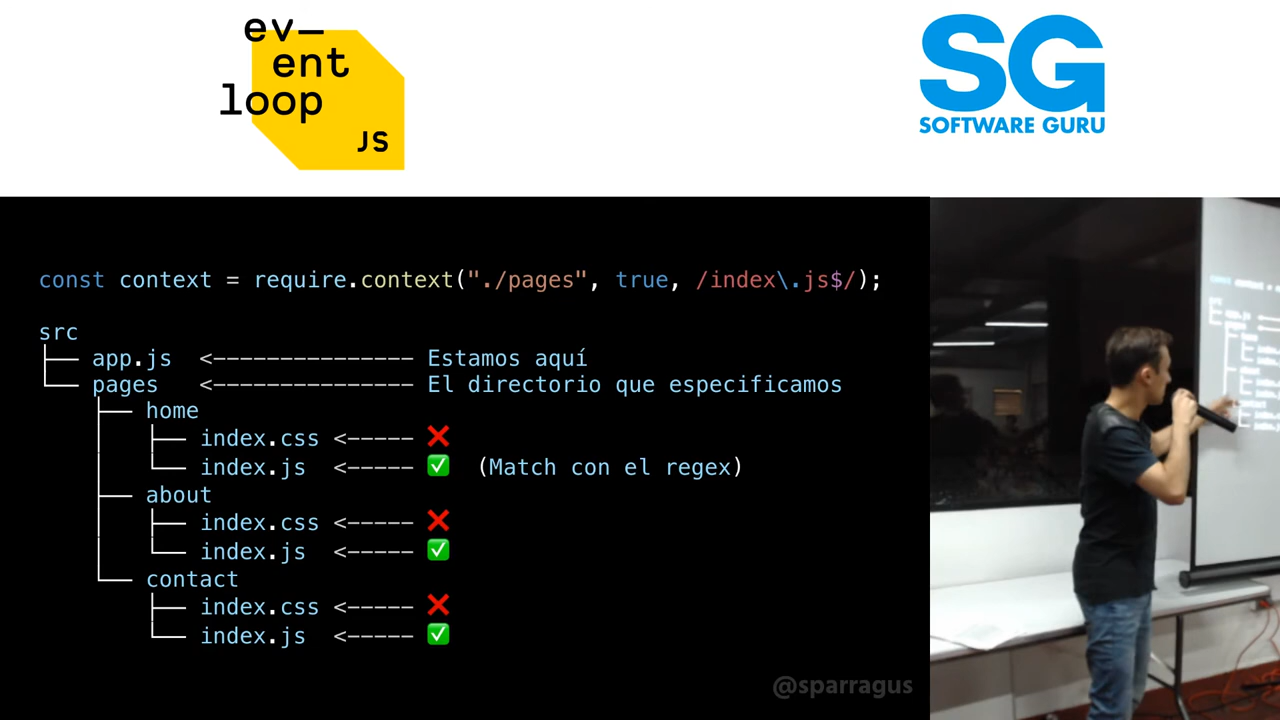 ev—
ent
loop
JS
SG
SOFTWARE GURU
const context = require.context("./pages", true, /index\.js$/);
src
├── app.js <--------------- Estamos aquí
└── pages <--------------- El directorio que especificamos
├── home
├── index.css <----- ❌
└── index.js <----- ✅ (Match con el regex)
├── about
├── index.css <----- ❌
└── index.js <----- ✅
└── contact
├── index.css <----- ❌
└── index.js <----- ✅
@sparragus